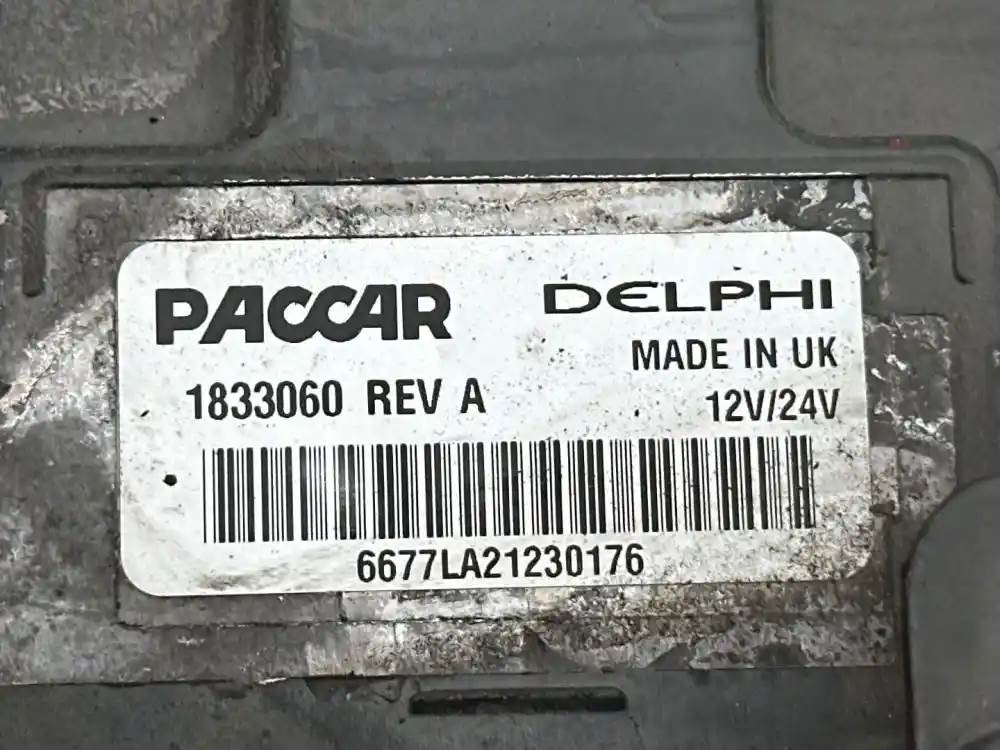 PACCAR
DELPHI
MADE IN UK
1833060 REV A
12V/24V
6677LA21230176